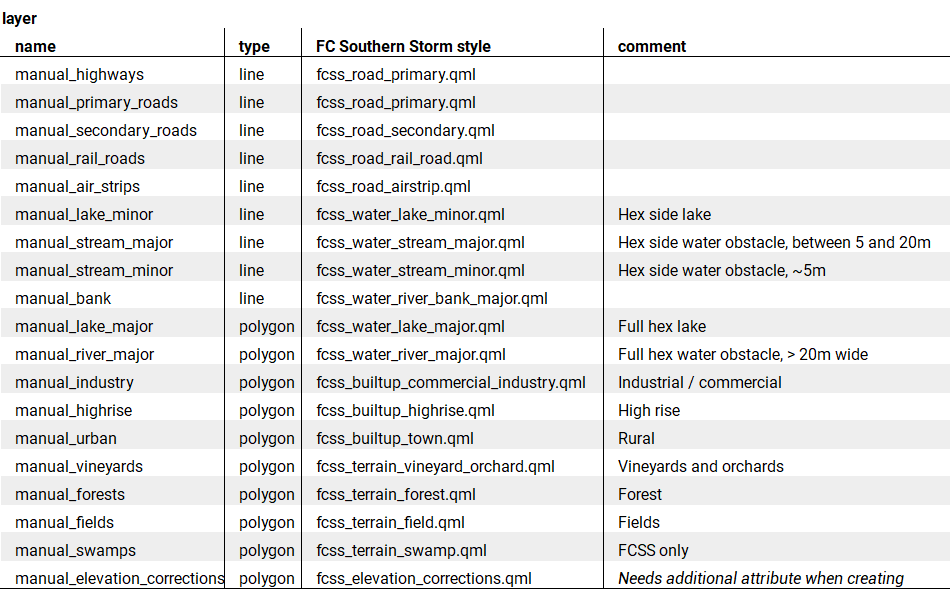 layer
name type FC Southern Storm style comment
manual_highways line fcss_road_primary.qml
manual_primary_roads line fcss_road_primary.qml
manual_secondary_roads line fcss_road_secondary.qml
manual_rail_roads line fcss_road_rail_road.qml
manual_air_strips line fcss_road_airstrip.qml
manual_lake_minor line fcss_water_lake_minor.qml Hex side lake
manual_stream_major line fcss_water_stream_major.qml Hex side water obstacle, between 5 and 20m
manual_stream_minor line fcss_water_stream_minor.qml Hex side water obstacle, ~5m
manual_bank line fcss_water_river_bank_major.qml
manual_lake_major polygon fcss_water_lake_major.qml Full hex lake
manual_river_major polygon fcss_water_river_major.qml Full hex water obstacle, > 20m wide
manual_industry polygon fcss_builtup_commercial_industry.qml Industrial / commercial
manual_highrise polygon fcss_builtup_highrise.qml High rise
manual_urban polygon fcss_builtup_town.qml Rural
manual_vineyards polygon fcss_terrain_vineyard_orchard.qml Vineyards and orchards
manual_forests polygon fcss_terrain_forest.qml Forest
manual_fields polygon fcss_terrain_field.qml Fields
manual_swamps polygon fcss_terrain_swamp.qml FCSS only
manual_elevation_corrections polygon fcss_elevation_corrections.qml Needs additional attribute when creating